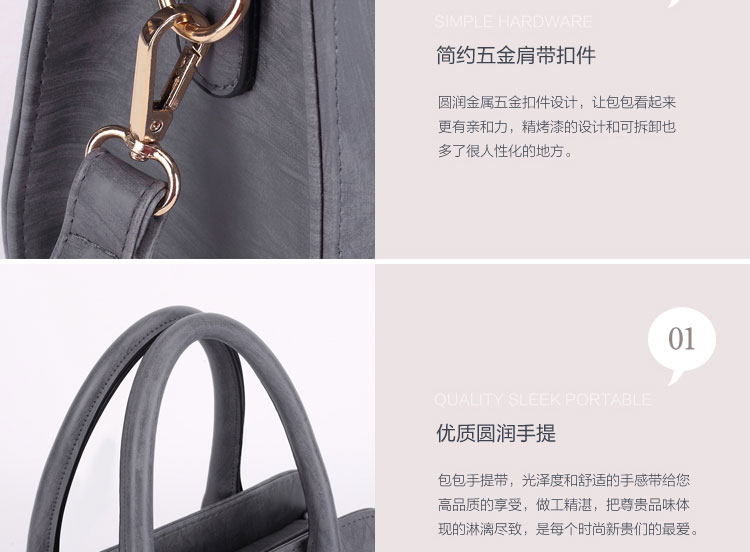 SIMPLE HARDWARE
简约五金肩带扣件
圆润金属五金扣件设计，让包包看起来
更有亲和力，精烤漆的设计和可拆卸也
多了很人性化的地方。
01
QUALITY SLEEK PORTABLE
优质圆润手提
包包手提带，光泽度和舒适的手感带给您
高品质的享受，做工精湛，把尊贵品味体
现的淋漓尽致，是每个时尚新贵们的最爱。